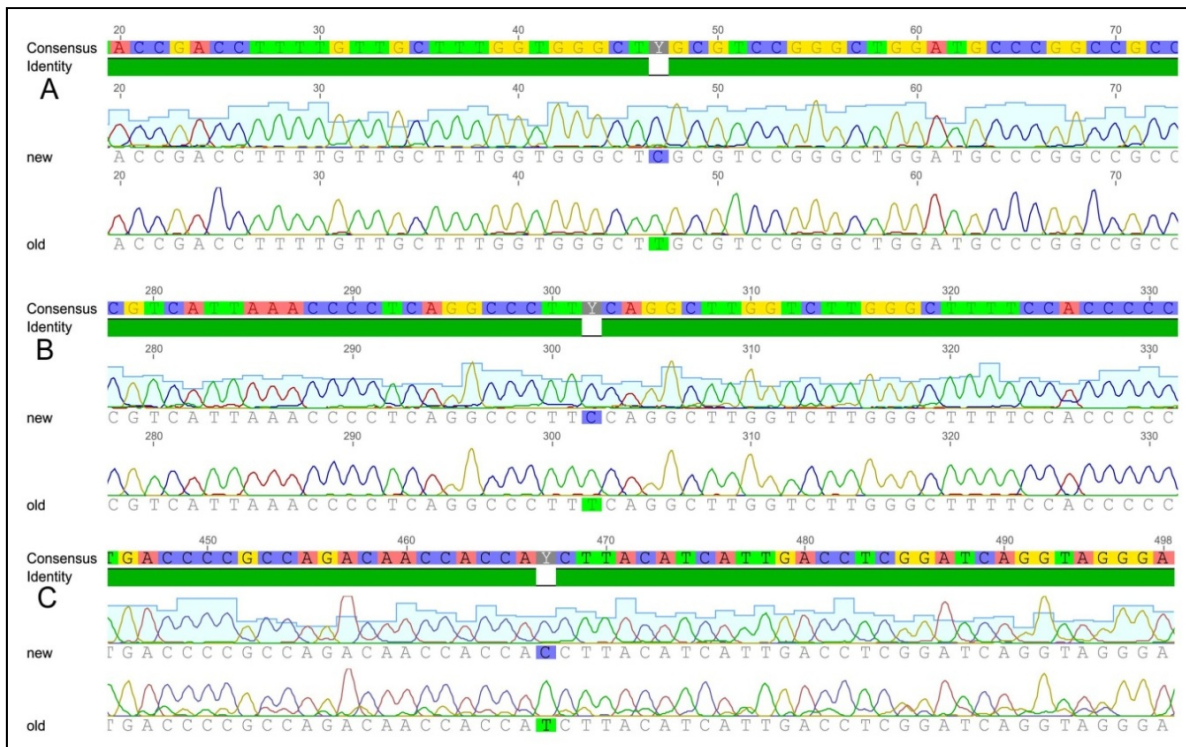 20 30 40 50 60 70
Consensus ACCGACCTTTTGTTGCTTTGGTGGGCTYGCGTCCGGGCTGGATGCCCGGCCGCC
Identity
A
20 30 40 50 60 70
new ACCGACCTTTTGTTGCTTTGGTGGGCTCGCGTCCGGGCTGGATGCCCGGCCGCC
20 30 40 50 60 70
old ACCGACCTTTTGTTGCTTTGGTGGGCTTGCGTCCGGGCTGGATGCCCGGCCGCC
280 290 300 310 320 330
Consensus CGTCATTAAACCCCTCAGGCCCTTYCAGGCTTGGTCTTGGGCTTTTCCACCCCC
Identity
B
280 290 300 310 320 330
new CGTCATTAAACCCCTCAGGCCCTTCCAGGCTTGGTCTTGGGCTTTTCCACCCCC
280 290 300 310 320 330
old CGTCATTAAACCCCTCAGGCCCTTTCAGGCTTGGTCTTGGGCTTTTCCACCCCC
450 460 470 480 490 498
Consensus TGACCCCGCCAGACAACCACCAYCTTACATCATTGACCTCGGATCAGGTAGGGA
Identity
C
new TGACCCCGCCAGACAACCACCACCTTACATCATTGACCTCGGATCAGGTAGGGA
old TGACCCCGCCAGACAACCACCATCTTACATCATTGACCTCGGATCAGGTAGGGA